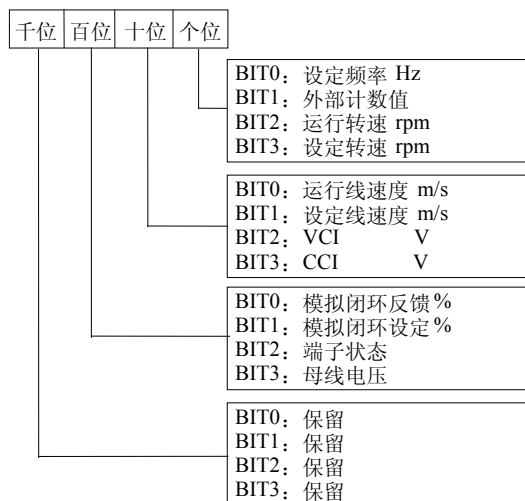 千位 百位 十位 个位
BIT0：设定频率 Hz
BIT1：外部计数值
BIT2：运行转速 rpm
BIT3：设定转速 rpm
BIT0：运行线速度 m/s
BIT1：设定线速度 m/s
BIT2：VCI V
BIT3：CCI V
BIT0：模拟闭环反馈%
BIT1：模拟闭环设定%
BIT2：端子状态
BIT3：母线电压
BIT0：保留
BIT1：保留
BIT2：保留
BIT3：保留